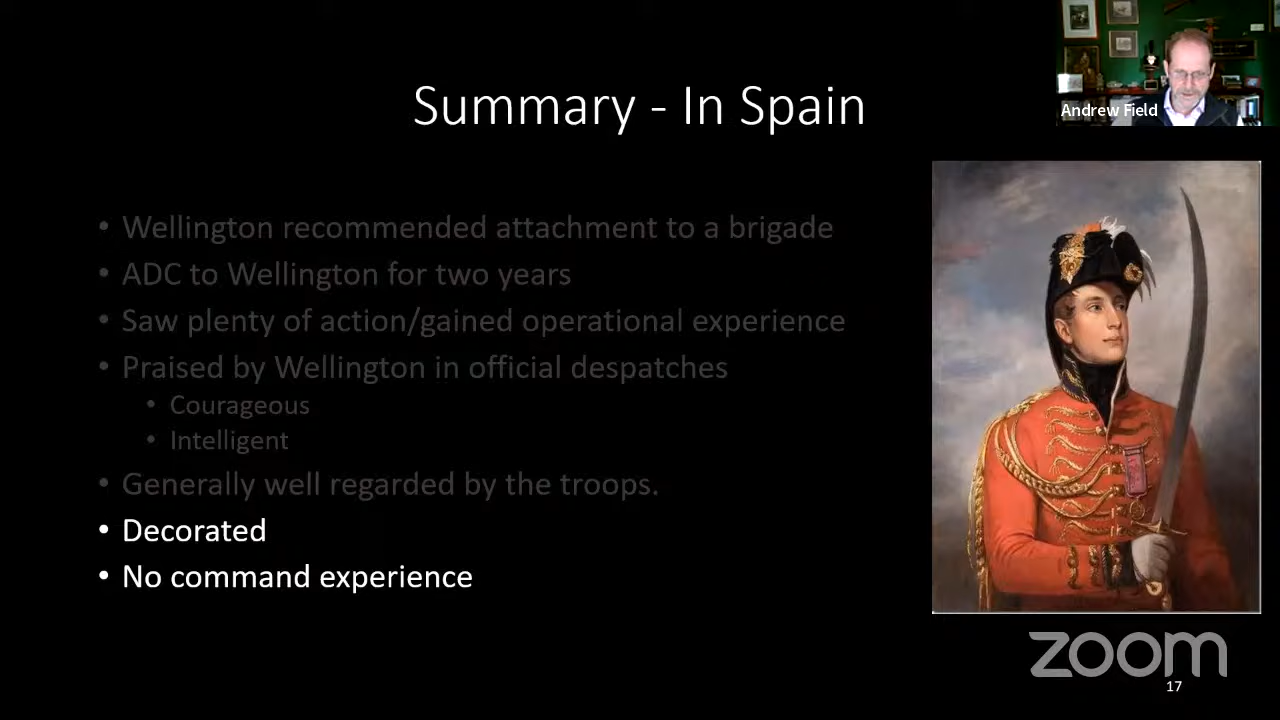 Andrew Field
Summary - In Spain
• Wellington recommended attachment to a brigade
• ADC to Wellington for two years
• Saw plenty of action/gained operational experience
• Praised by Wellington in official despatches
• Courageous
• Intelligent
• Generally well regarded by the troops.
• Decorated
• No command experience
zoom
17